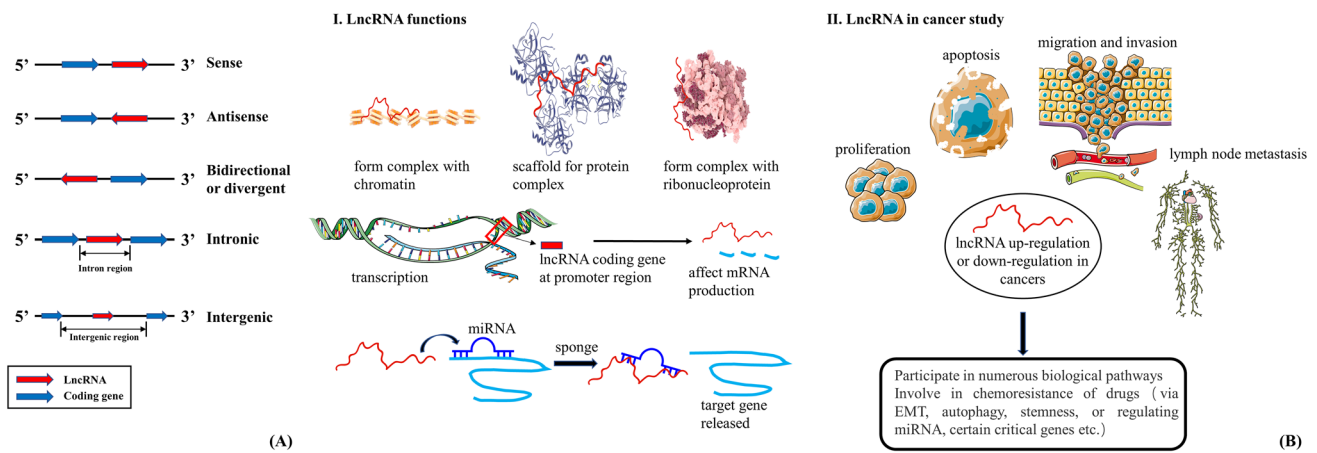 5’ 3’ Sense
5’ 3’ Antisense
5’ 3’ Bidirectional
or divergent
5’ 3’ Intronic
Intron region
5’ 3’ Intergenic
Intergenic region
LncRNA
Coding gene
(A)
I. LncRNA functions
form complex with
chromatin
scaffold for protein
complex
form complex with
ribonucleoprotein
transcription
lncRNA coding gene
at promoter region
affect mRNA
production
miRNA
sponge
target gene
released
II. LncRNA in cancer study
apoptosis
migration and invasion
proliferation
lymph node metastasis
lncRNA up-regulation
or down-regulation in
cancers
Participate in numerous biological pathways
Involve in chemoresistance of drugs（via
EMT, autophagy, stemness, or regulating
miRNA, certain critical genes etc.）
(B)